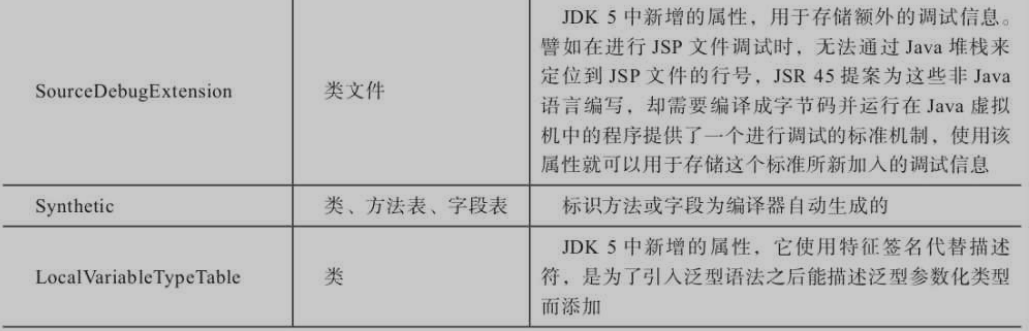 JDK 5 中新增的属性，用于存储额外的调试信息。
譬如在进行 JSP 文件调试时，无法通过 Java 堆栈来
定位到 JSP 文件的行号，JSR 45 提案为这些非 Java
SourceDebugExtension 类文件 语言编写，却需要编译成字节码并运行在 Java 虚拟
机中的程序提供了一个进行调试的标准机制，使用该
属性就可以用于存储这个标准所新加入的调试信息
Synthetic 类、方法表、字段表 标识方法或字段为编译器自动生成的
JDK 5 中新增的属性，它使用特征签名代替描述
LocalVariableTypeTable 类 符，是为了引入泛型语法之后能描述泛型参数化类型
而添加